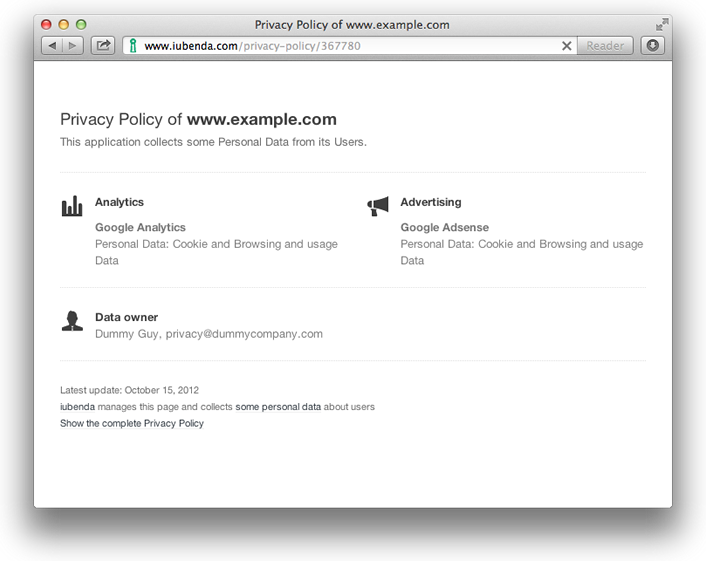 Privacy Policy of www.example.com
www.iubenda.com/privacy-policy/367780
Reader
Privacy Policy of www.example.com
This application collects some Personal Data from its Users.
Analytics
Google Analytics
Personal Data: Cookie and Browsing and usage
Data
Advertising
Google Adsense
Personal Data: Cookie and Browsing and usage
Data
Data owner
Dummy Guy, privacy@dummycompany.com
Latest update: October 15, 2012
iubenda manages this page and collects some personal data about users
Show the complete Privacy Policy